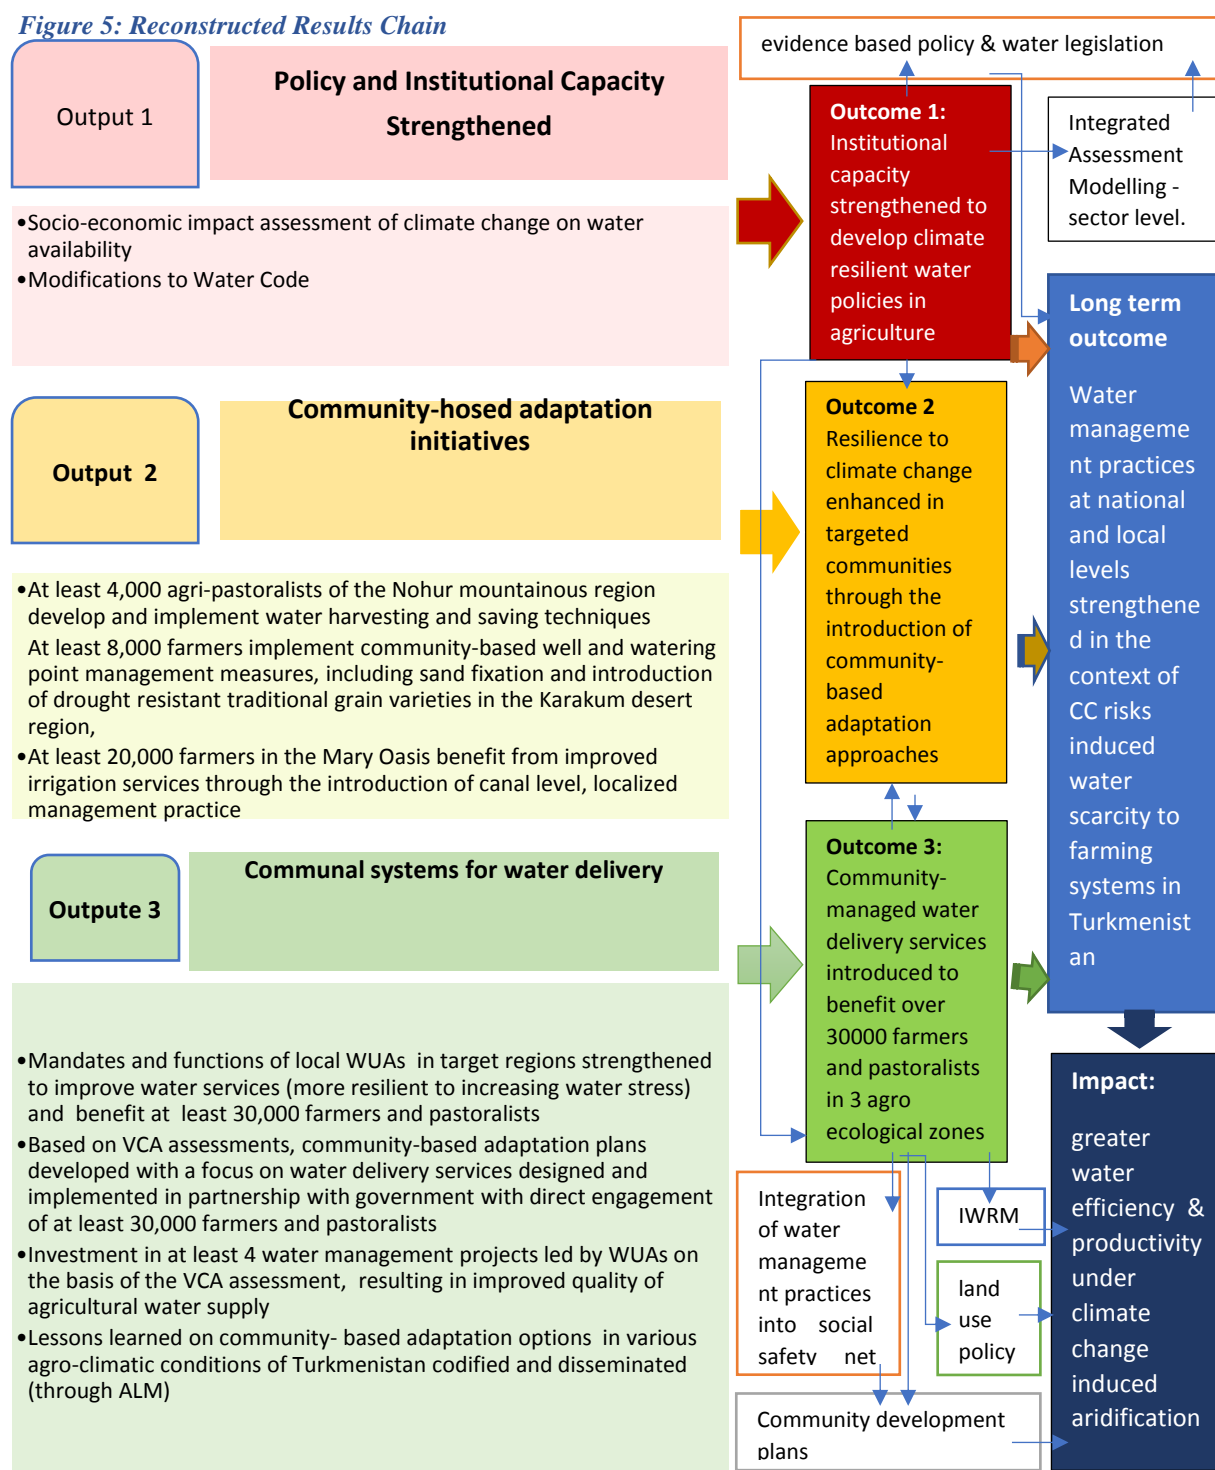 Figure 5: Reconstructed Results Chain
Output 1
Policy and Institutional Capacity
Strengthened
•Socio-economic impact assessment of climate change on water
availability
•Modifications to Water Code
Output 2
Community-hosed adaptation
initiatives
•At least 4,000 agri-pastoralists of the Nohur mountainous region
develop and implement water harvesting and saving techniques
At least 8,000 farmers implement community-based well and watering
point management measures, including sand fixation and introduction
of drought resistant traditional grain varieties in the Karakum desert
region,
•At least 20,000 farmers in the Mary Oasis benefit from improved
irrigation services through the introduction of canal level, localized
management practice
Outpute 3
Communal systems for water delivery
•Mandates and functions of local WUAs in target regions strengthened
to improve water services (more resilient to increasing water stress)
and benefit at least 30,000 farmers and pastoralists
•Based on VCA assessments, community-based adaptation plans
developed with a focus on water delivery services designed and
implemented in partnership with government with direct engagement
of at least 30,000 farmers and pastoralists
•Investment in at least 4 water management projects led by WUAs on
the basis of the VCA assessment, resulting in improved quality of
agricultural water supply
•Lessons learned on community- based adaptation options in various
agro-climatic conditions of Turkmenistan codified and disseminated
(through ALM)
evidence based policy & water legislation
Outcome 1:
Institutional
capacity
strengthened to
develop climate
resilient water
policies in
agriculture
Integrated
Assessment
Modelling -
sector level.
Outcome 2
Resilience to
climate change
enhanced in
targeted
communities
through the
introduction of
community-
based
adaptation
approaches
Outcome 3:
Community-
managed water
delivery services
introduced to
benefit over
30000 farmers
and pastoralists
in 3 agro
ecological zones
Long term
outcome
Water
manageme
nt practices
at national
and local
levels
strengthene
d in the
context of
CC risks
induced
water
scarcity to
farming
systems in
Turkmenist
an
Integration
of water
manageme
nt practices
into social
safety net
IWRM
land
use
policy
Community development
plans
Impact:
greater
water
efficiency &
productivity
under
climate
change
induced
aridification